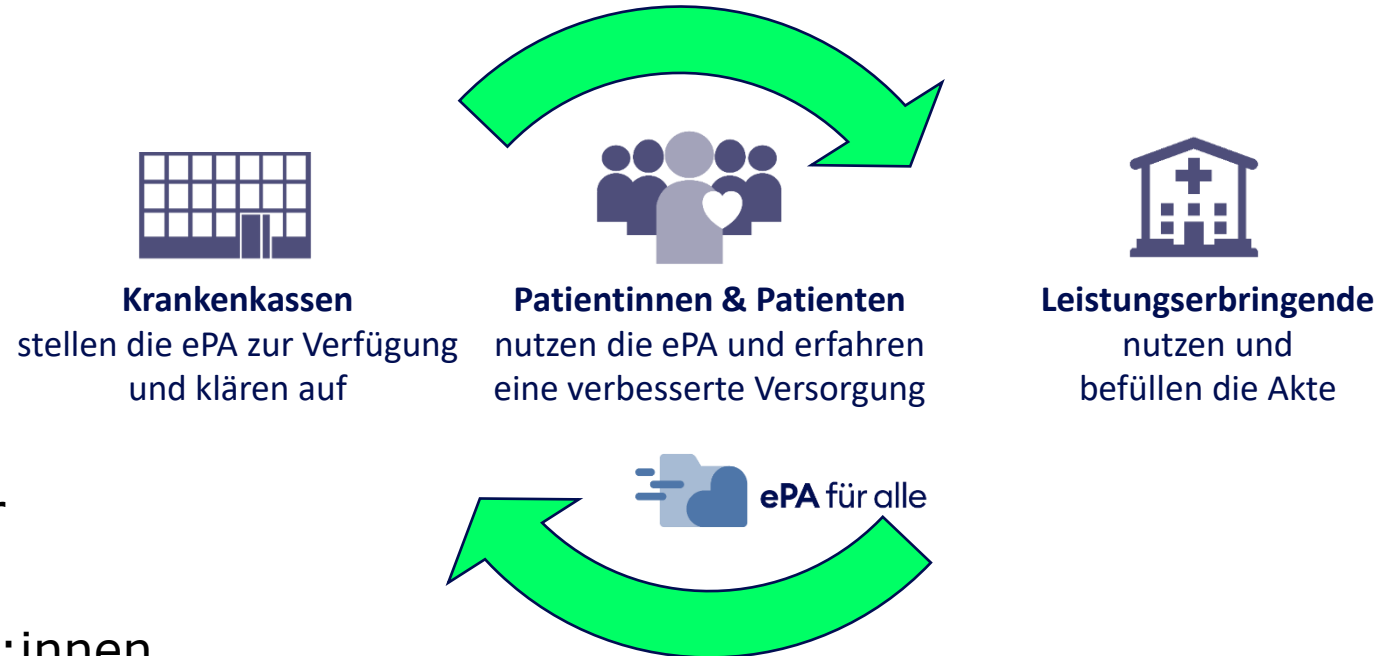 Krankenkassen
stellen die ePA zur Verfügung
und klären auf
Patientinnen & Patienten
nutzen die ePA und erfahren
eine verbesserte Versorgung
Leistungserbringende
nutzen und
befüllen die Akte
ePA für alle
:innen